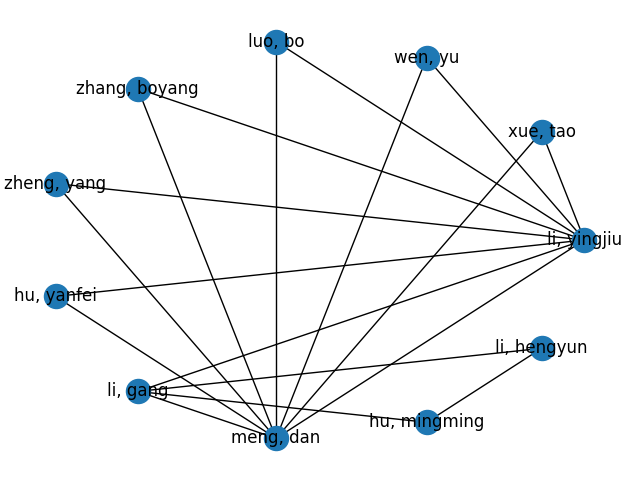 luo, bo
wen, yu
zhang, boyang
xue, tao
zheng, yang
li, yingjiu
hu, yanfei
li, hengyun
li, gang
hu, mingming
meng, dan